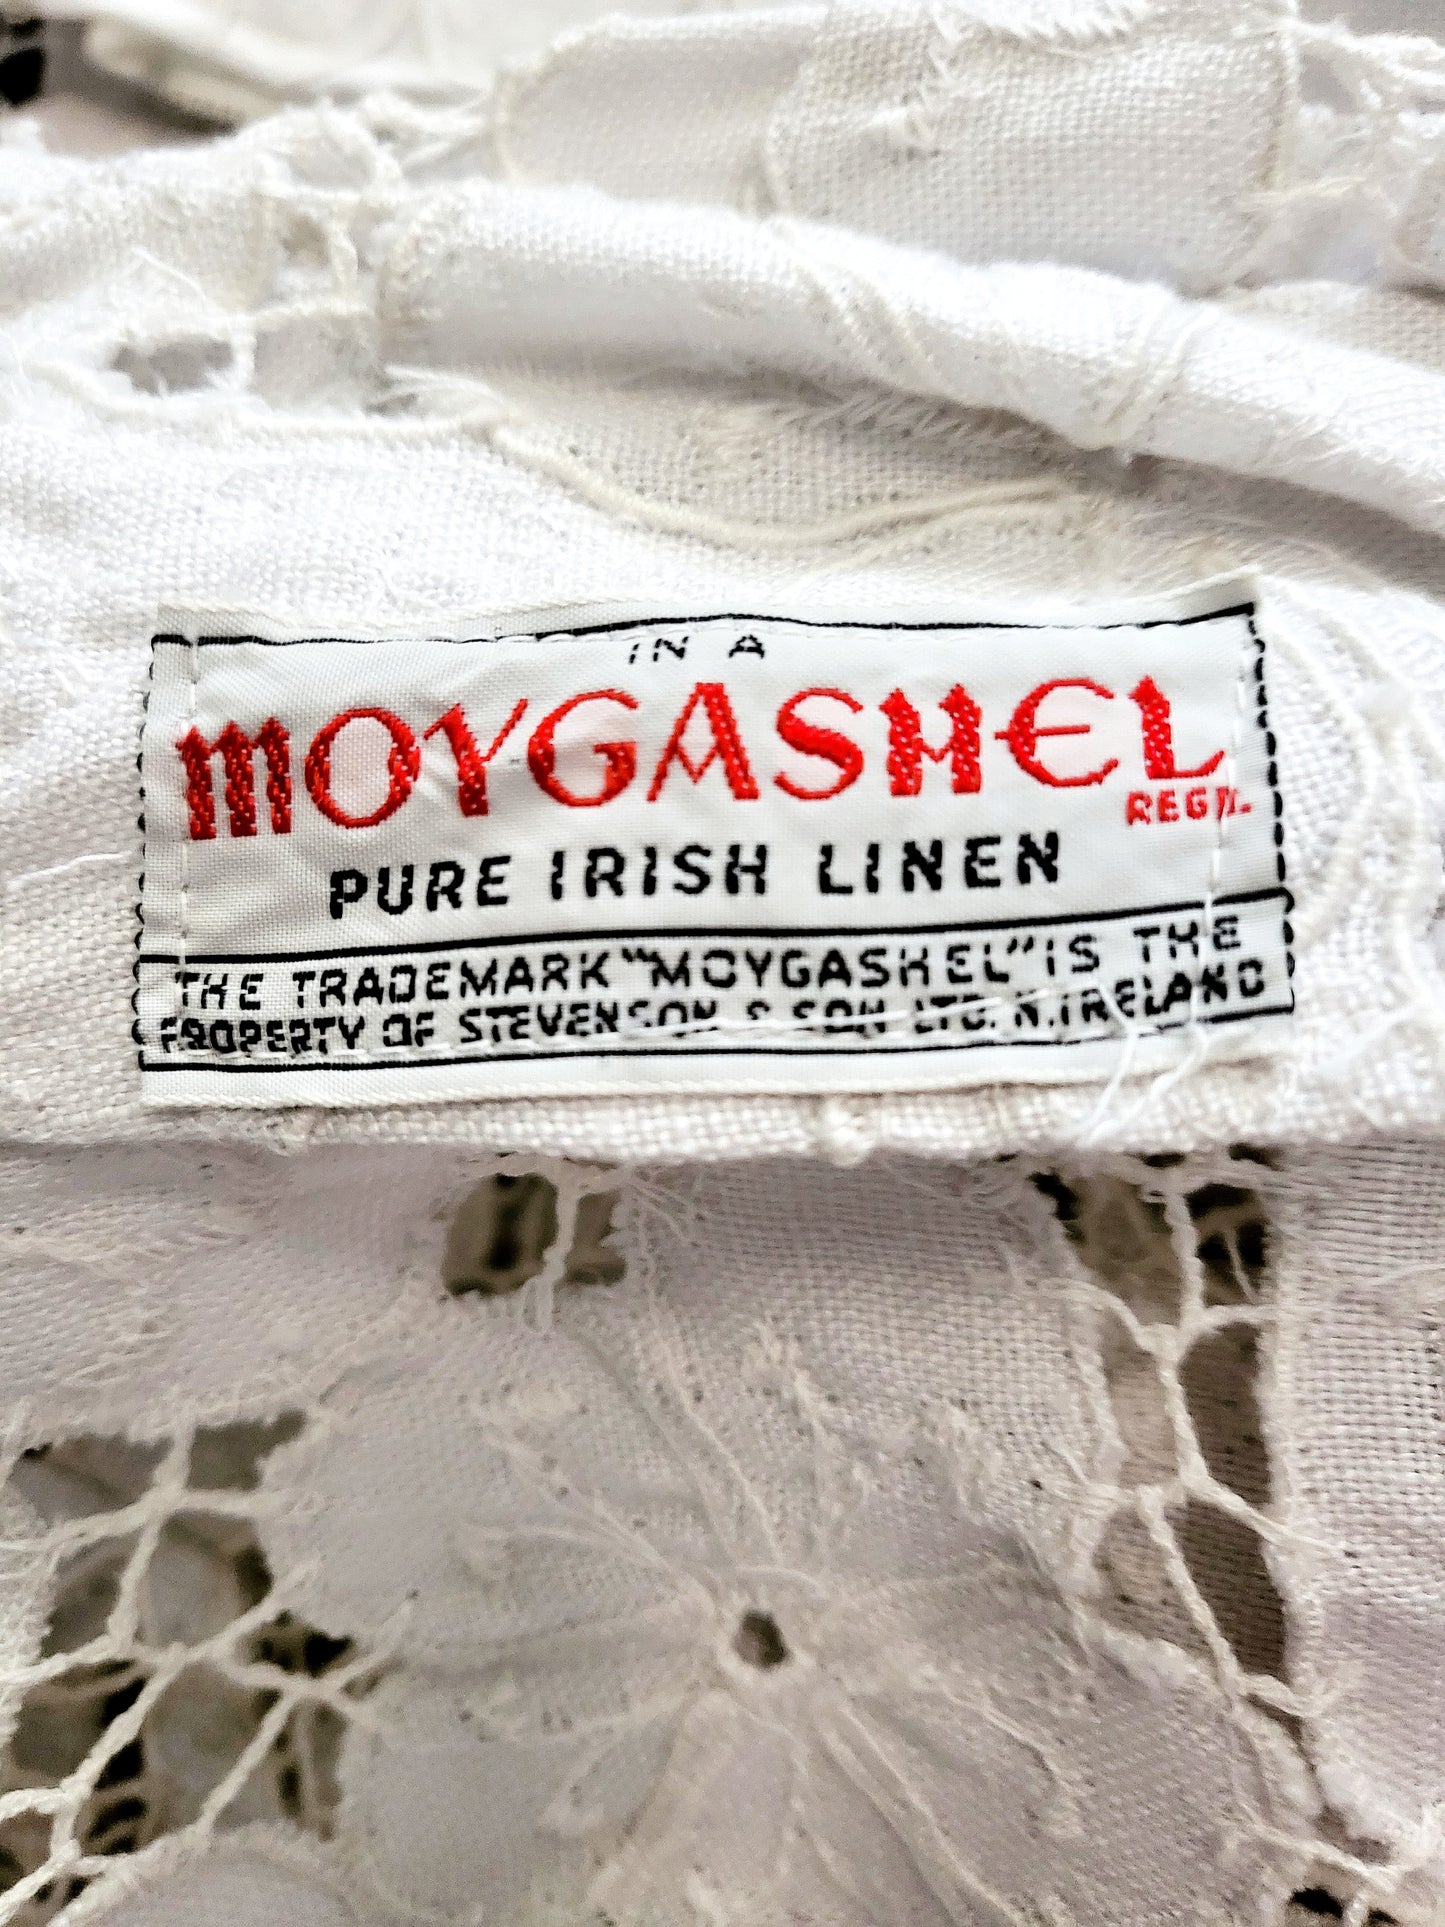 IN A
MOYGASHEL
REGD.
PURE IRISH LINEN
THE TRADEMARK "MOYGASHEL" IS THE
PROPERTY OF STEVENSON & SON LTD. N. IRELAND